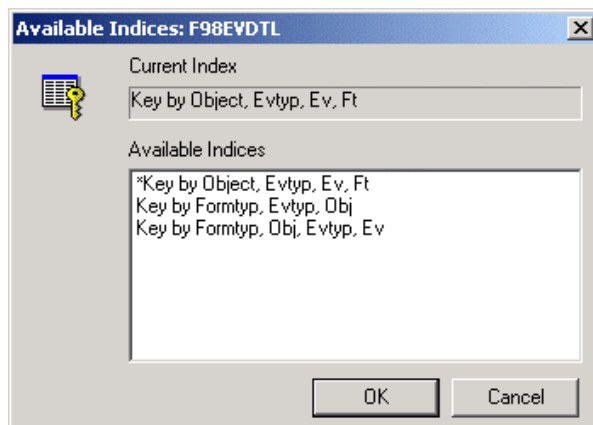 Available Indices: F98EVDTL
Current Index
Key by Object, Evtyp, Ev, Ft
Available Indices
*Key by Object, Evtyp, Ev, Ft
Key by Formtyp, Evtyp, Obj
Key by Formtyp, Obj, Evtyp, Ev
OK
Cancel